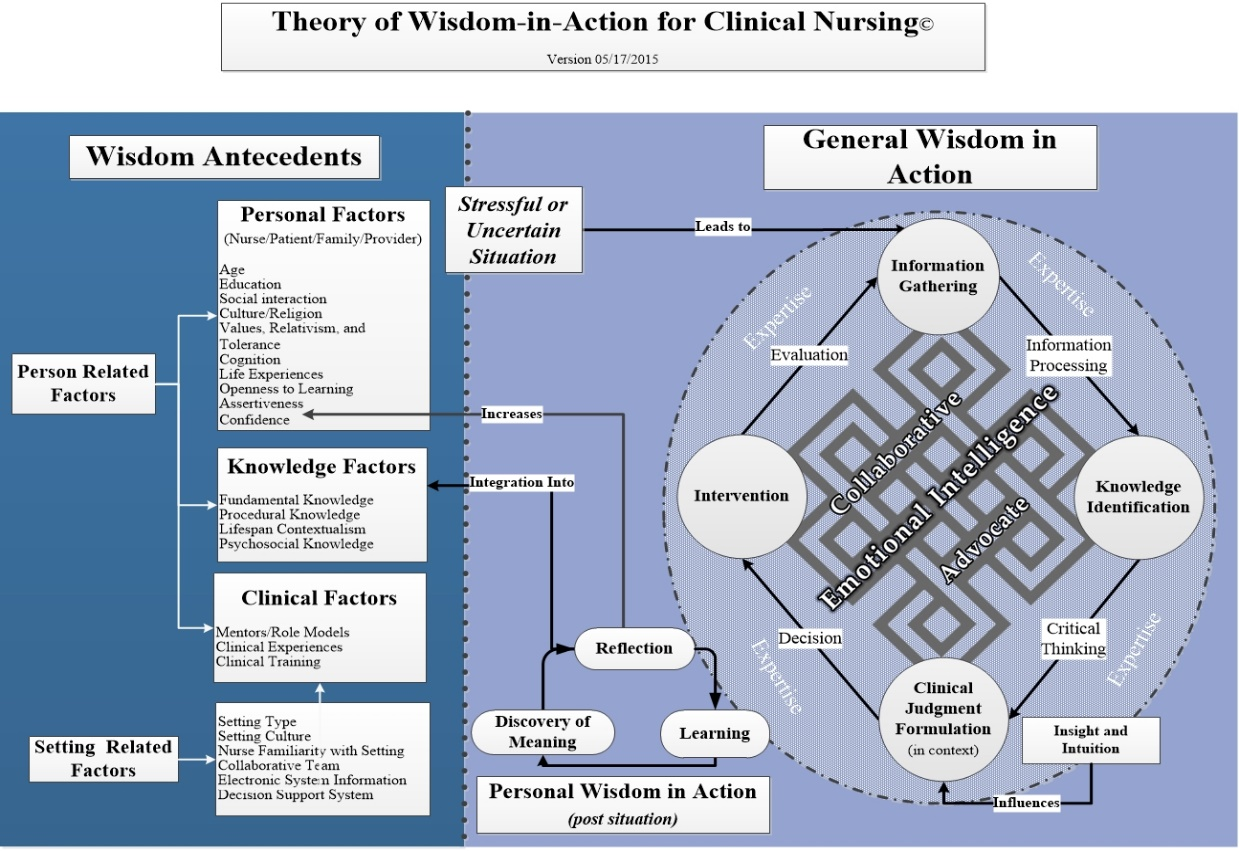 Theory of Wisdom-in-Action for Clinical Nursing©
Version 05/17/2015
Wisdom Antecedents
Personal Factors
(Nurse/Patient/Family/Provider)
Age
Education
Social interaction
Culture/Religion
Values, Relativism, and
Tolerance
Cognition
Life Experiences
Openness to Learning
Assertiveness
Confidence
Person Related
Factors
Knowledge Factors
Fundamental Knowledge
Procedural Knowledge
Lifespan Contextualism
Psychosocial Knowledge
Clinical Factors
Mentors/Role Models
Clinical Experiences
Clinical Training
Setting Related
Factors
Setting Type
Setting Culture
Nurse Familiarity with Setting
Collaborative Team
Electronic System Information
Decision Support System
General Wisdom in
Action
Stressful or
Uncertain
Situation
Leads to
Information
Gathering
Expertise
Expertise
Evaluation
Information
Processing
Increases
Integration Into
Intervention
Collaborative
Emotional Intelligence
Advocate
Knowledge
Identification
Decision
Critical
Thinking
Expertise
Expertise
Reflection
Discovery of
Meaning
Learning
Clinical
Judgment
Formulation
(in context)
Insight and
Intuition
Influences
Personal Wisdom in Action
(post situation)